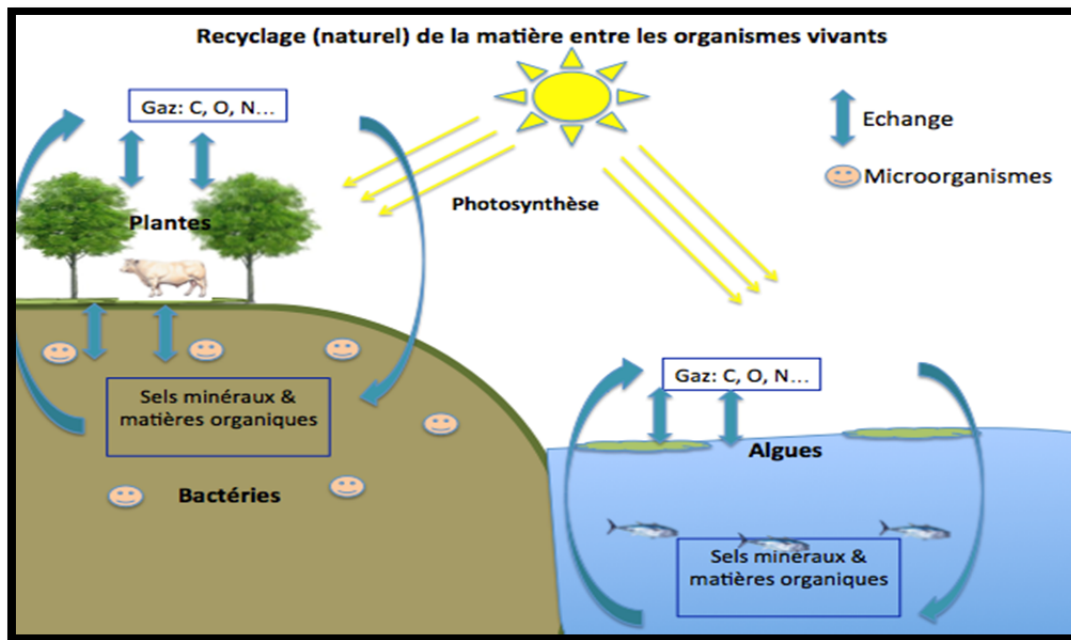 Recyclage (naturel) de la matière entre les organismes vivants
Gaz: C, O, N...
Echange
Microorganismes
Photosynthèse
Plantes
Sels minéraux &
matières organiques
Bactéries
Gaz: C, O, N...
Algues
Sels minéraux &
matières organiques